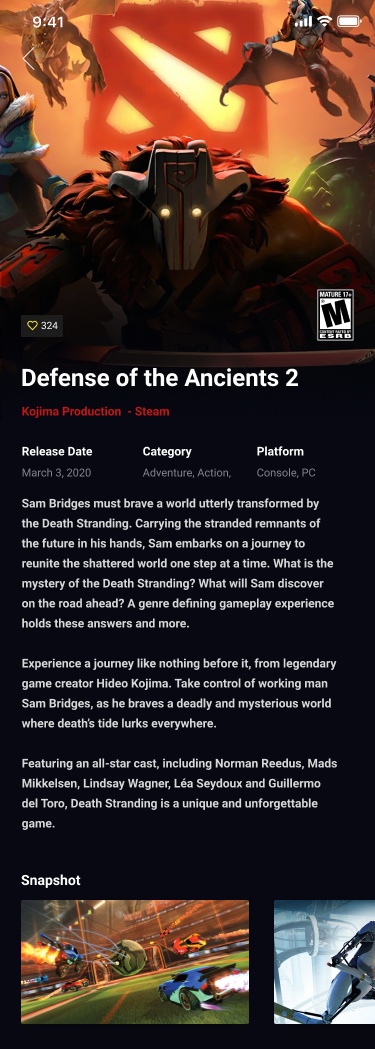 9:41
MATURE 17+
M
CONTENT RATED BY
ESRB
324
Defense of the Ancients 2
Kojima Production - Steam
Release Date Category Platform
March 3, 2020 Adventure, Action, Console, PC
Sam Bridges must brave a world utterly transformed by
the Death Stranding. Carrying the stranded remnants of
the future in his hands, Sam embarks on a journey to
reunite the shattered world one step at a time. What is the
mystery of the Death Stranding? What will Sam discover
on the road ahead? A genre defining gameplay experience
holds these answers and more.
Experience a journey like nothing before it, from legendary
game creator Hideo Kojima. Take control of working man
Sam Bridges, as he braves a deadly and mysterious world
where death’s tide lurks everywhere.
Featuring an all-star cast, including Norman Reedus, Mads
Mikkelsen, Lindsay Wagner, Léa Seydoux and Guillermo
del Toro, Death Stranding is a unique and unforgettable
game.
Snapshot